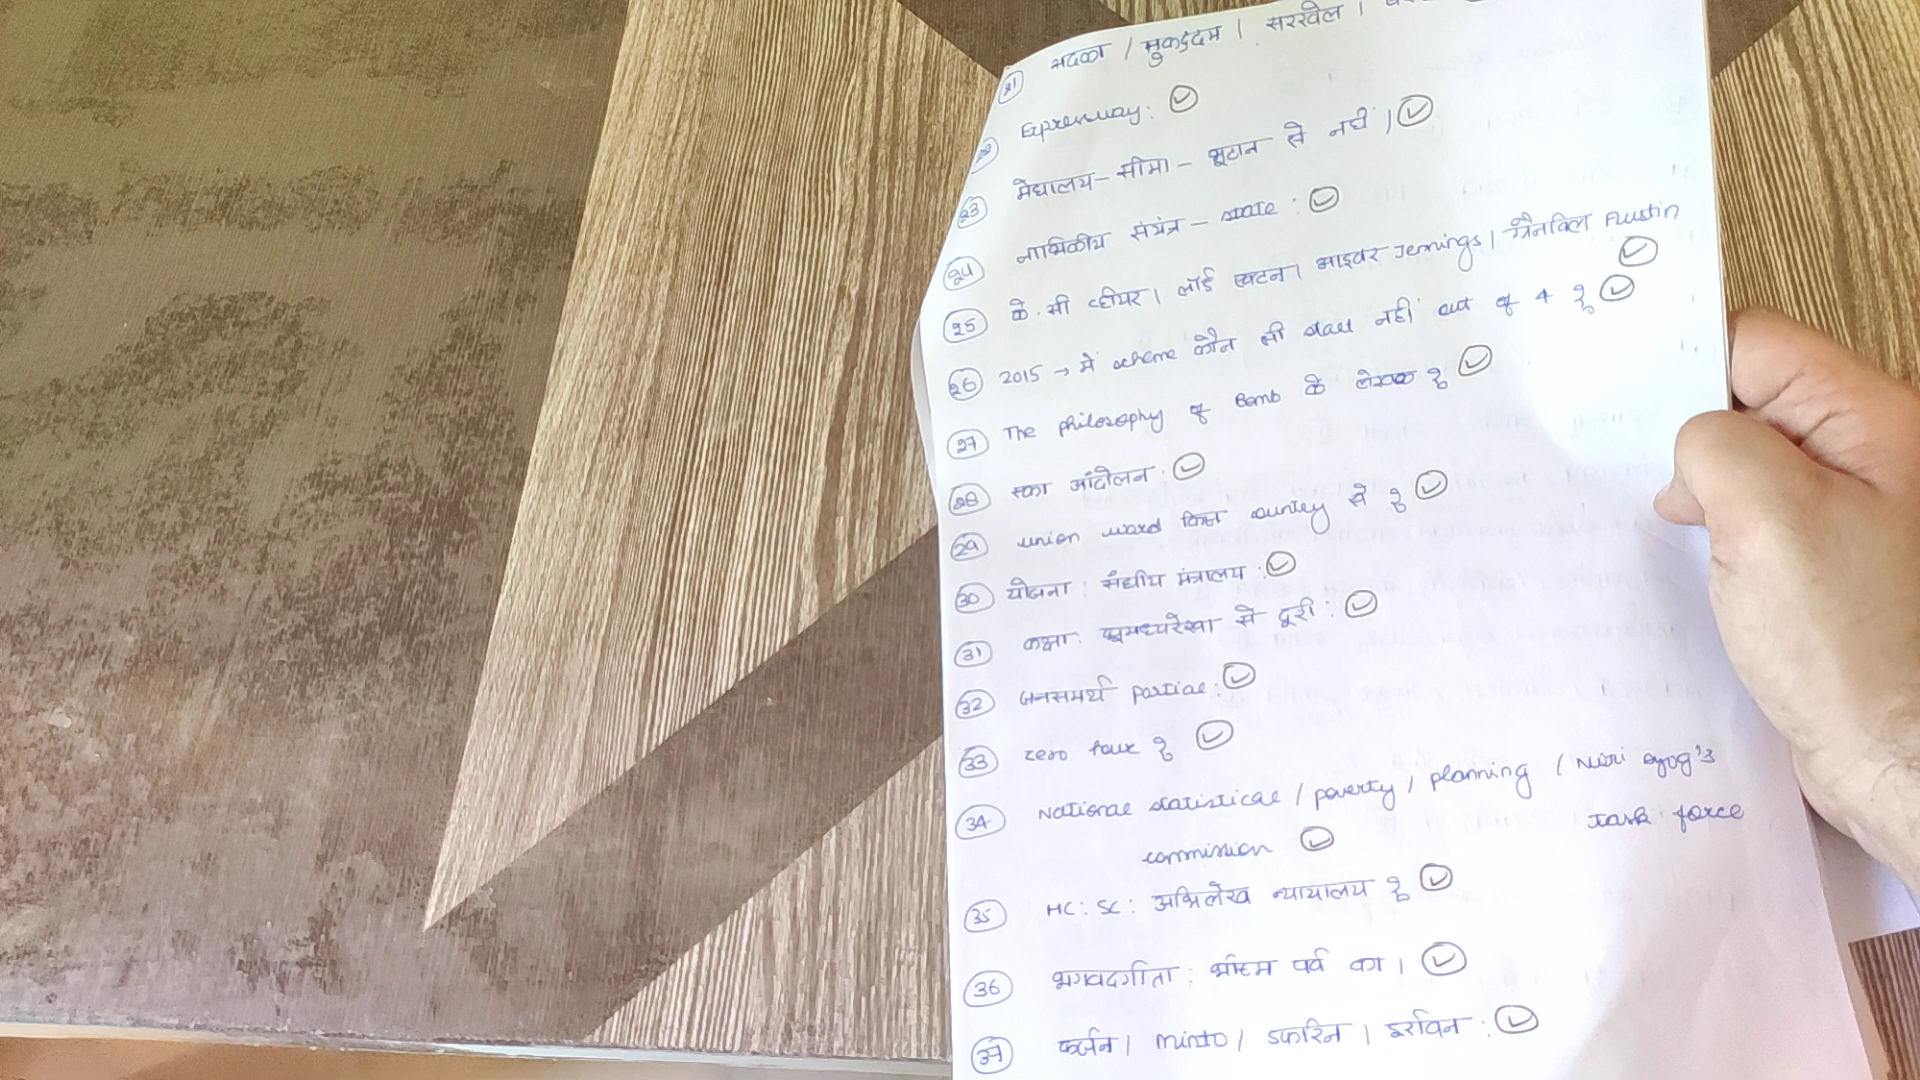 21 भदका / मुकद्दम । सरखेल ।
22 Expressway:
23 मेघालय - सीमा - भूटान से नहीं ।
24 नाभिकीय संयंत्र - state :
25 के. सी व्हीयर । लॉर्ड एक्टन । आइवर Jennings । ग्रैनविल Austin
26 2015 → में scheme कौन सी state नहीं out of 4 है
27 The philosophy of Bomb के लेखक है
28 एका आंदोलन :
29 union word किस country से है
30 योजना : संघीय मंत्रालय :
31 कक्षा : भूमध्यरेखा से दूरी :
32 जनसमर्थ portal :
33 zero hour है
34 National statistical / poverty / planning / Niti ayog's
commission task force
35 HC : SC : अभिलेख न्यायालय है
36 भगवदगीता : भीष्म पर्व का ।
37 कर्जन । minto । डफरिन । इरविन :